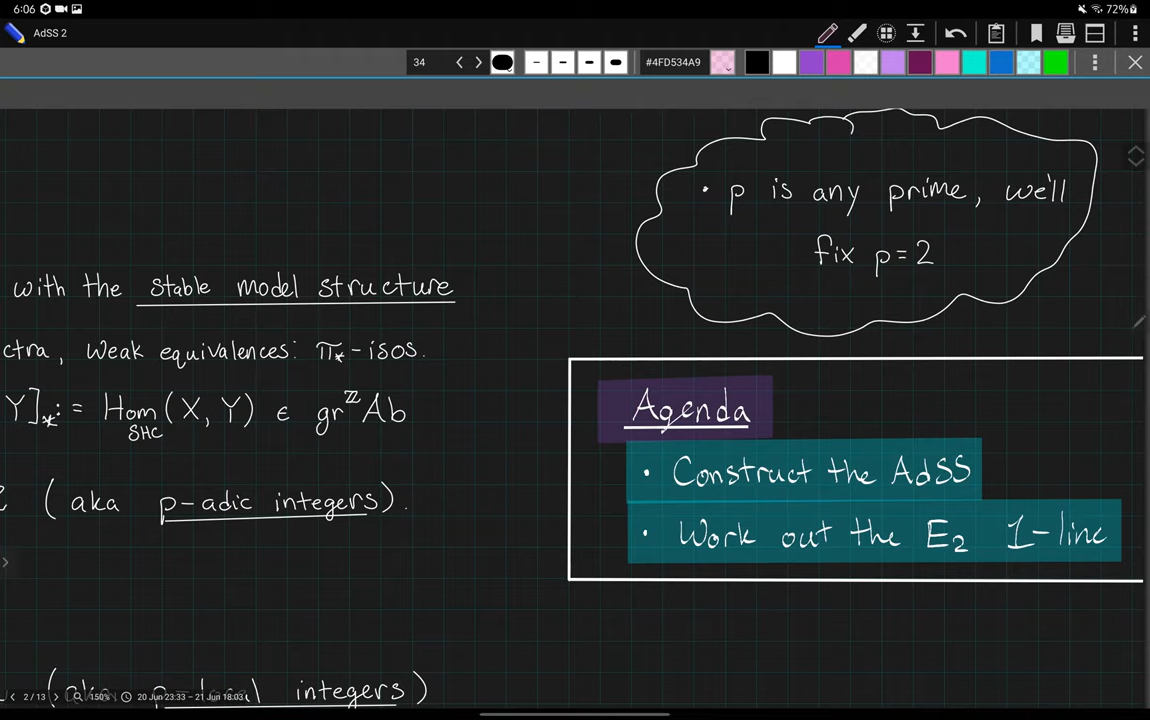 6:06
72%
AdSS 2
34
#4FD534A9
• p is any prime, we'll
fix p=2
with the stable model structure
ctra, Weak equivalences: π_* - isos.
Y]_* := Hom_SHC (X, Y) ∈ gr^ℤ Ab
(aka p-adic integers).
Agenda
• Construct the AdSS
• Work out the E₂ 1-line
integers)
2/13
150%
20 Jun 23:33 – 21 Jun 18:03